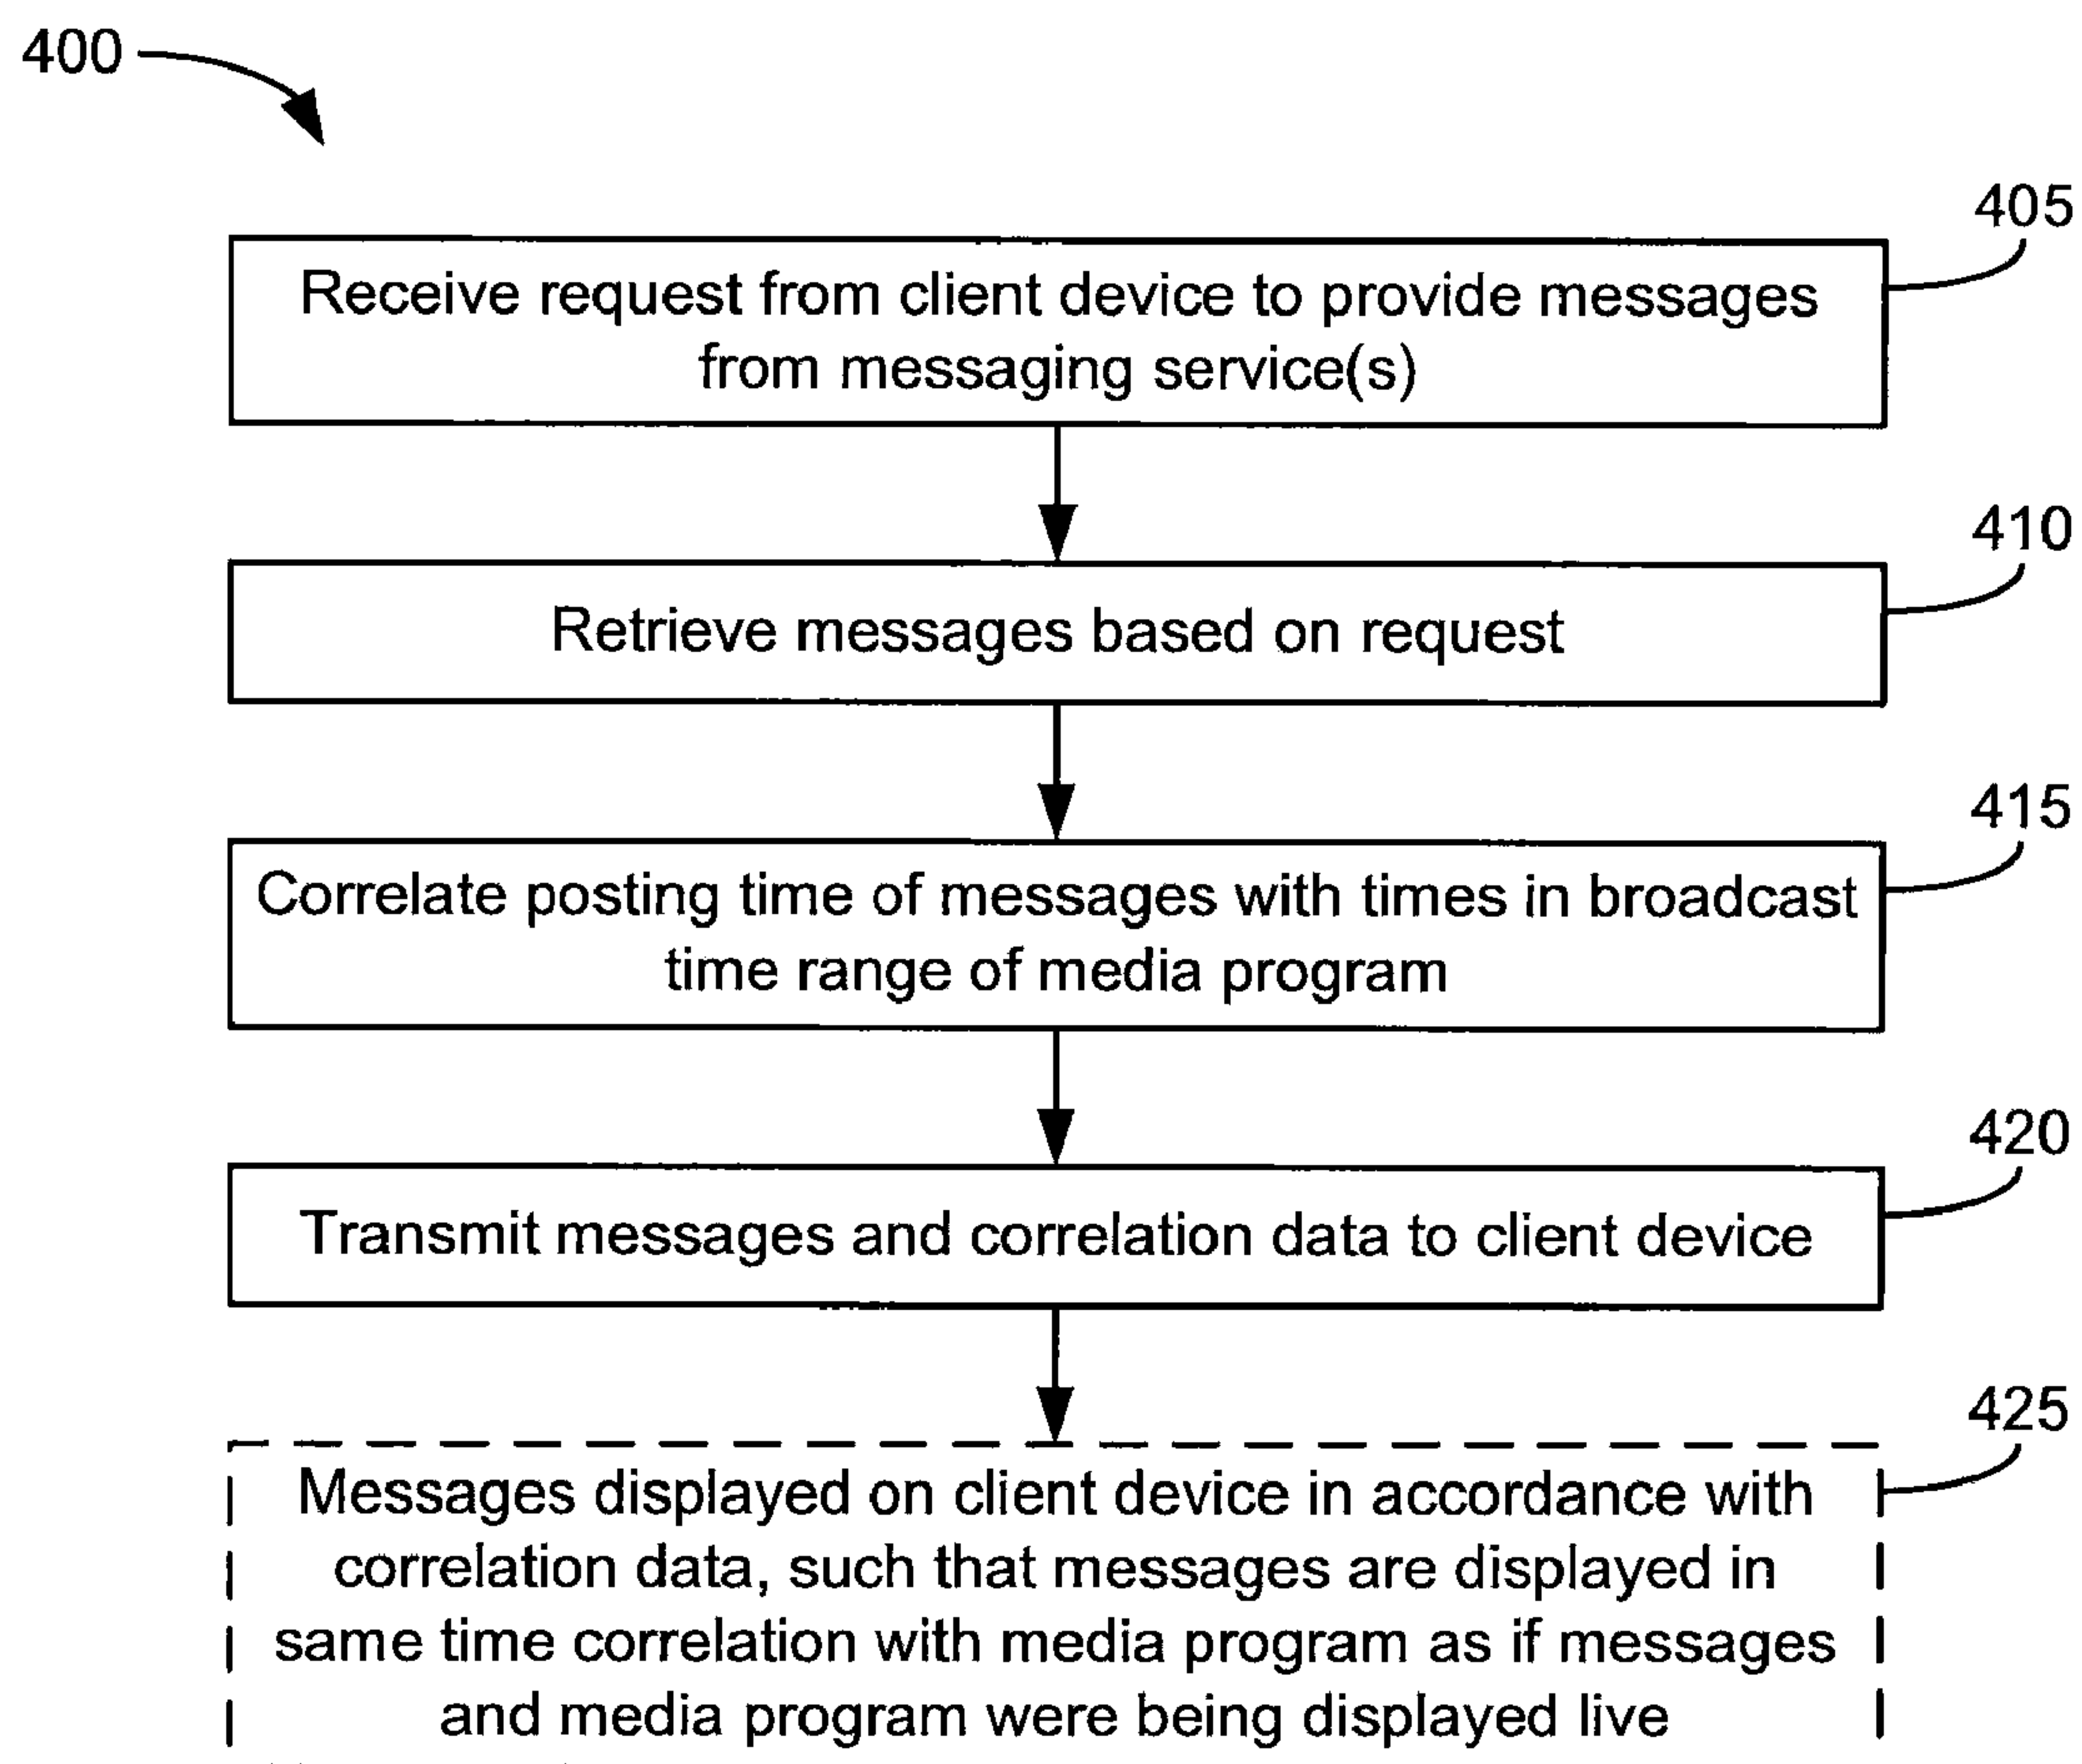 400
405
Receive request from client device to provide messages
from messaging service(s)
410
Retrieve messages based on request
415
Correlate posting time of messages with times in broadcast
time range of media program
420
Transmit messages and correlation data to client device
425
Messages displayed on client device in accordance with
correlation data, such that messages are displayed in
same time correlation with media program as if messages
and media program were being displayed live